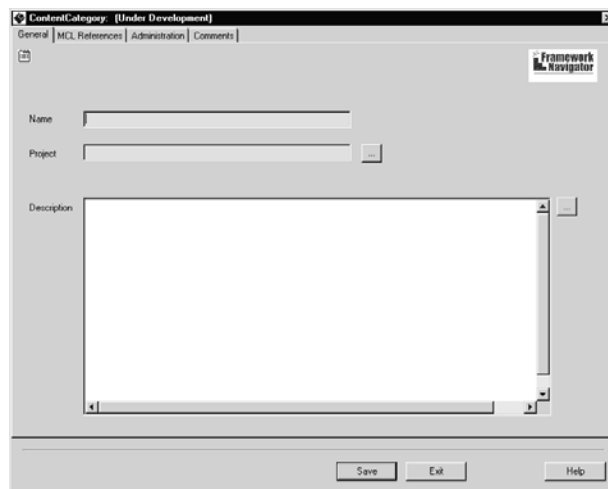 ContentCategory: (Under Development)
General MCL References Administration Comments
Framework
Navigator
Name
Project
...
Description
...
Save Exit Help